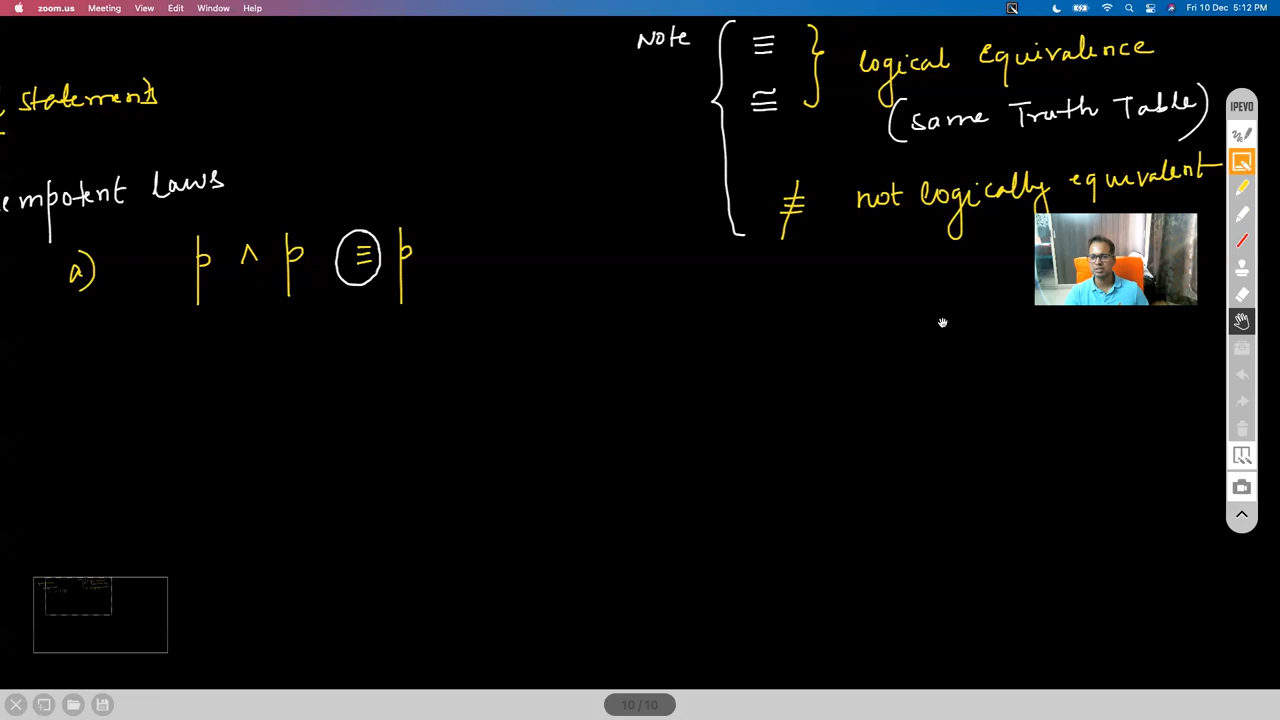 zoom.us Meeting View Edit Window Help
Fri 10 Dec 5:12 PM
Note
≡
≅
logical equivalence
(same Truth Table)
≢ not logically equivalent
statements
empotent laws
a) p ∧ p ≡ p
IPEVO
10 / 10